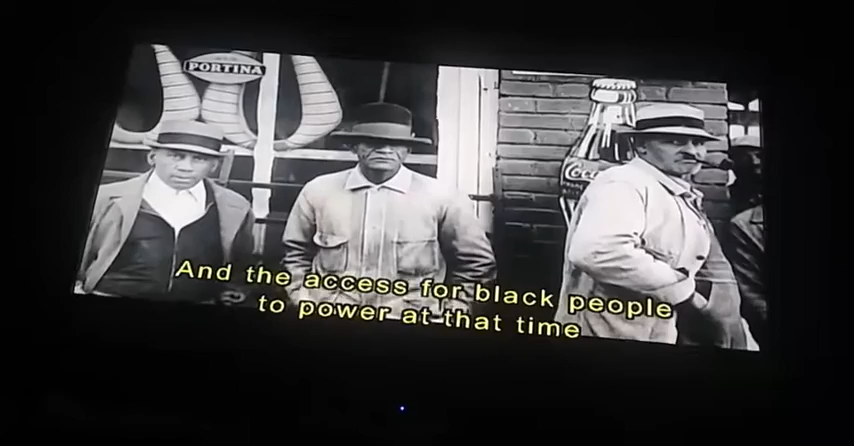 PORTINA
Coca
And the access for black people
to power at that time